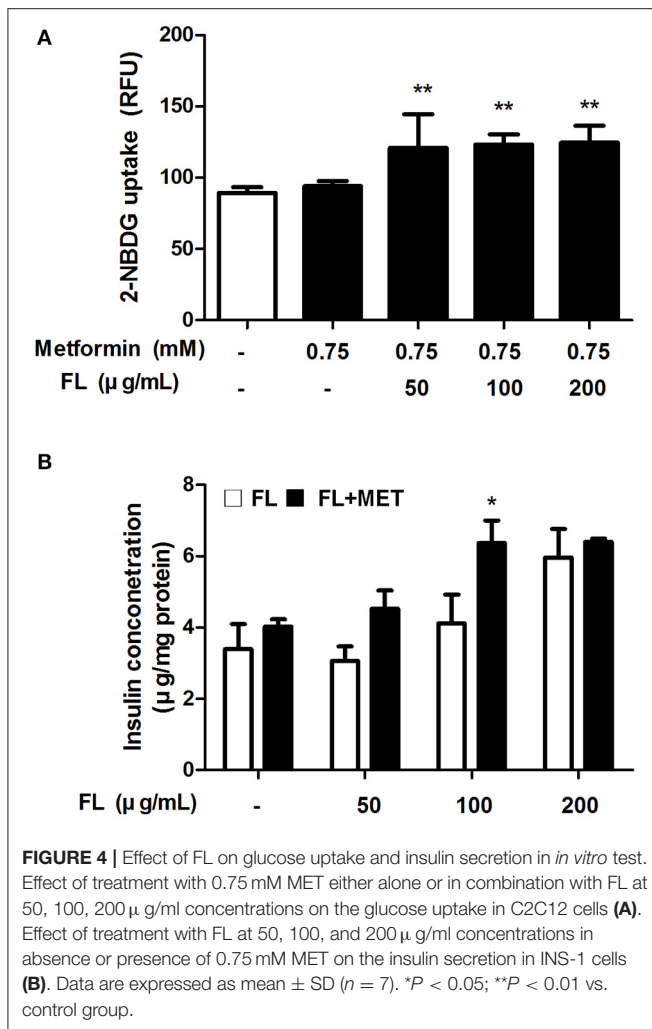 A
200
150
100
50
0
2-NBDG uptake (RFU)
** ** **
Metformin (mM) - 0.75 0.75 0.75 0.75
FL (µ g/mL) - - 50 100 200
B
8
6
4
2
0
Insulin conconetration
(µ g/mg protein)
FL FL+MET
*
FL (µ g/mL) - 50 100 200
FIGURE 4 | Effect of FL on glucose uptake and insulin secretion in in vitro test.
Effect of treatment with 0.75 mM MET either alone or in combination with FL at
50, 100, 200 µ g/ml concentrations on the glucose uptake in C2C12 cells (A).
Effect of treatment with FL at 50, 100, and 200 µ g/ml concentrations in
absence or presence of 0.75 mM MET on the insulin secretion in INS-1 cells
(B). Data are expressed as mean ± SD (n = 7). *P < 0.05; **P < 0.01 vs.
control group.